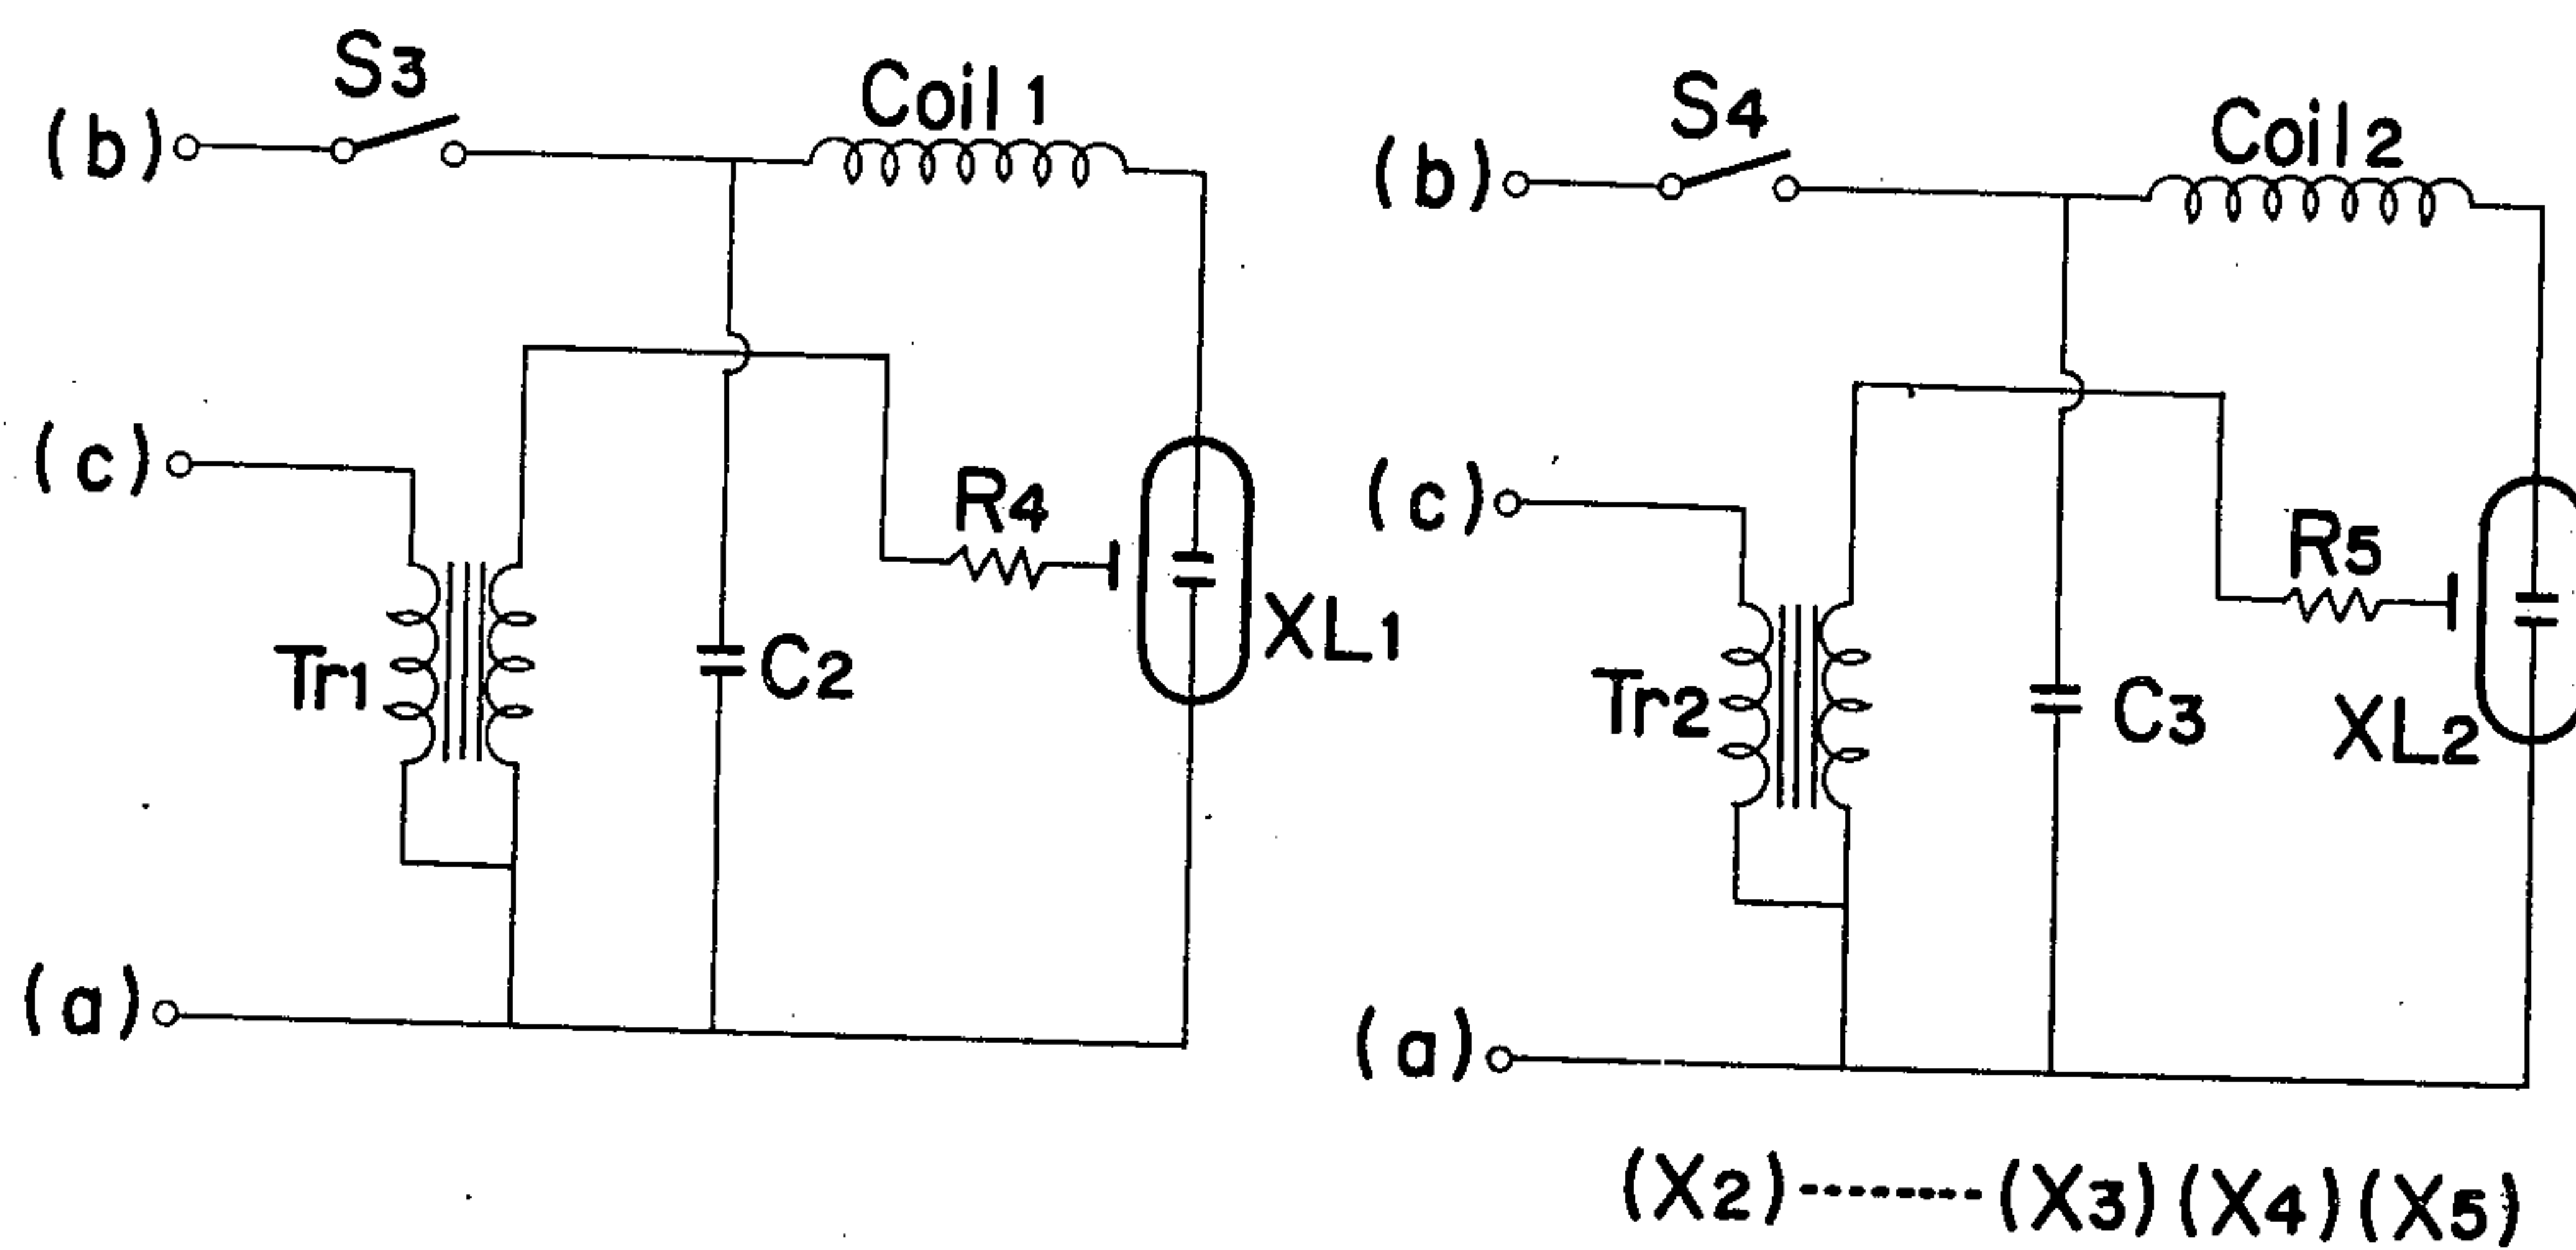 S3
Coil 1
(b)
(c)
R4
Tr1
C2
XL1
(a)
S4
Coil 2
(b)
(c)
R5
Tr2
C3
XL2
(a)
(X2)--------(X3)(X4)(X5)